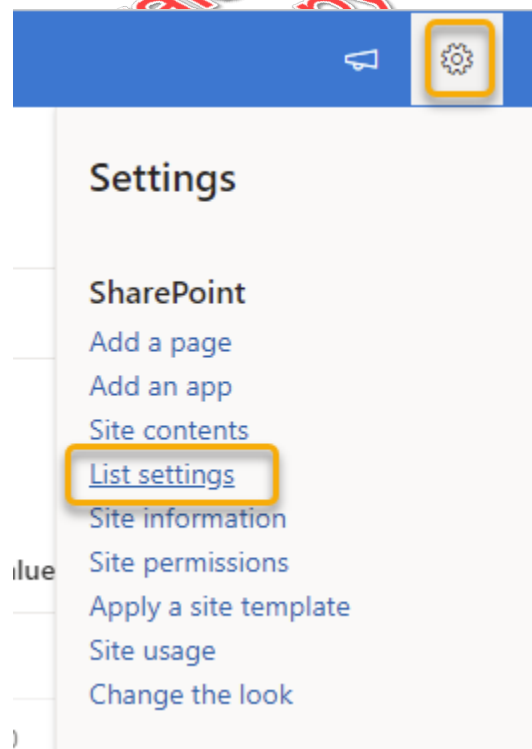 Settings
SharePoint
Add a page
Add an app
Site contents
List settings
Site information
Site permissions
alue
Apply a site template
Site usage
Change the look
)